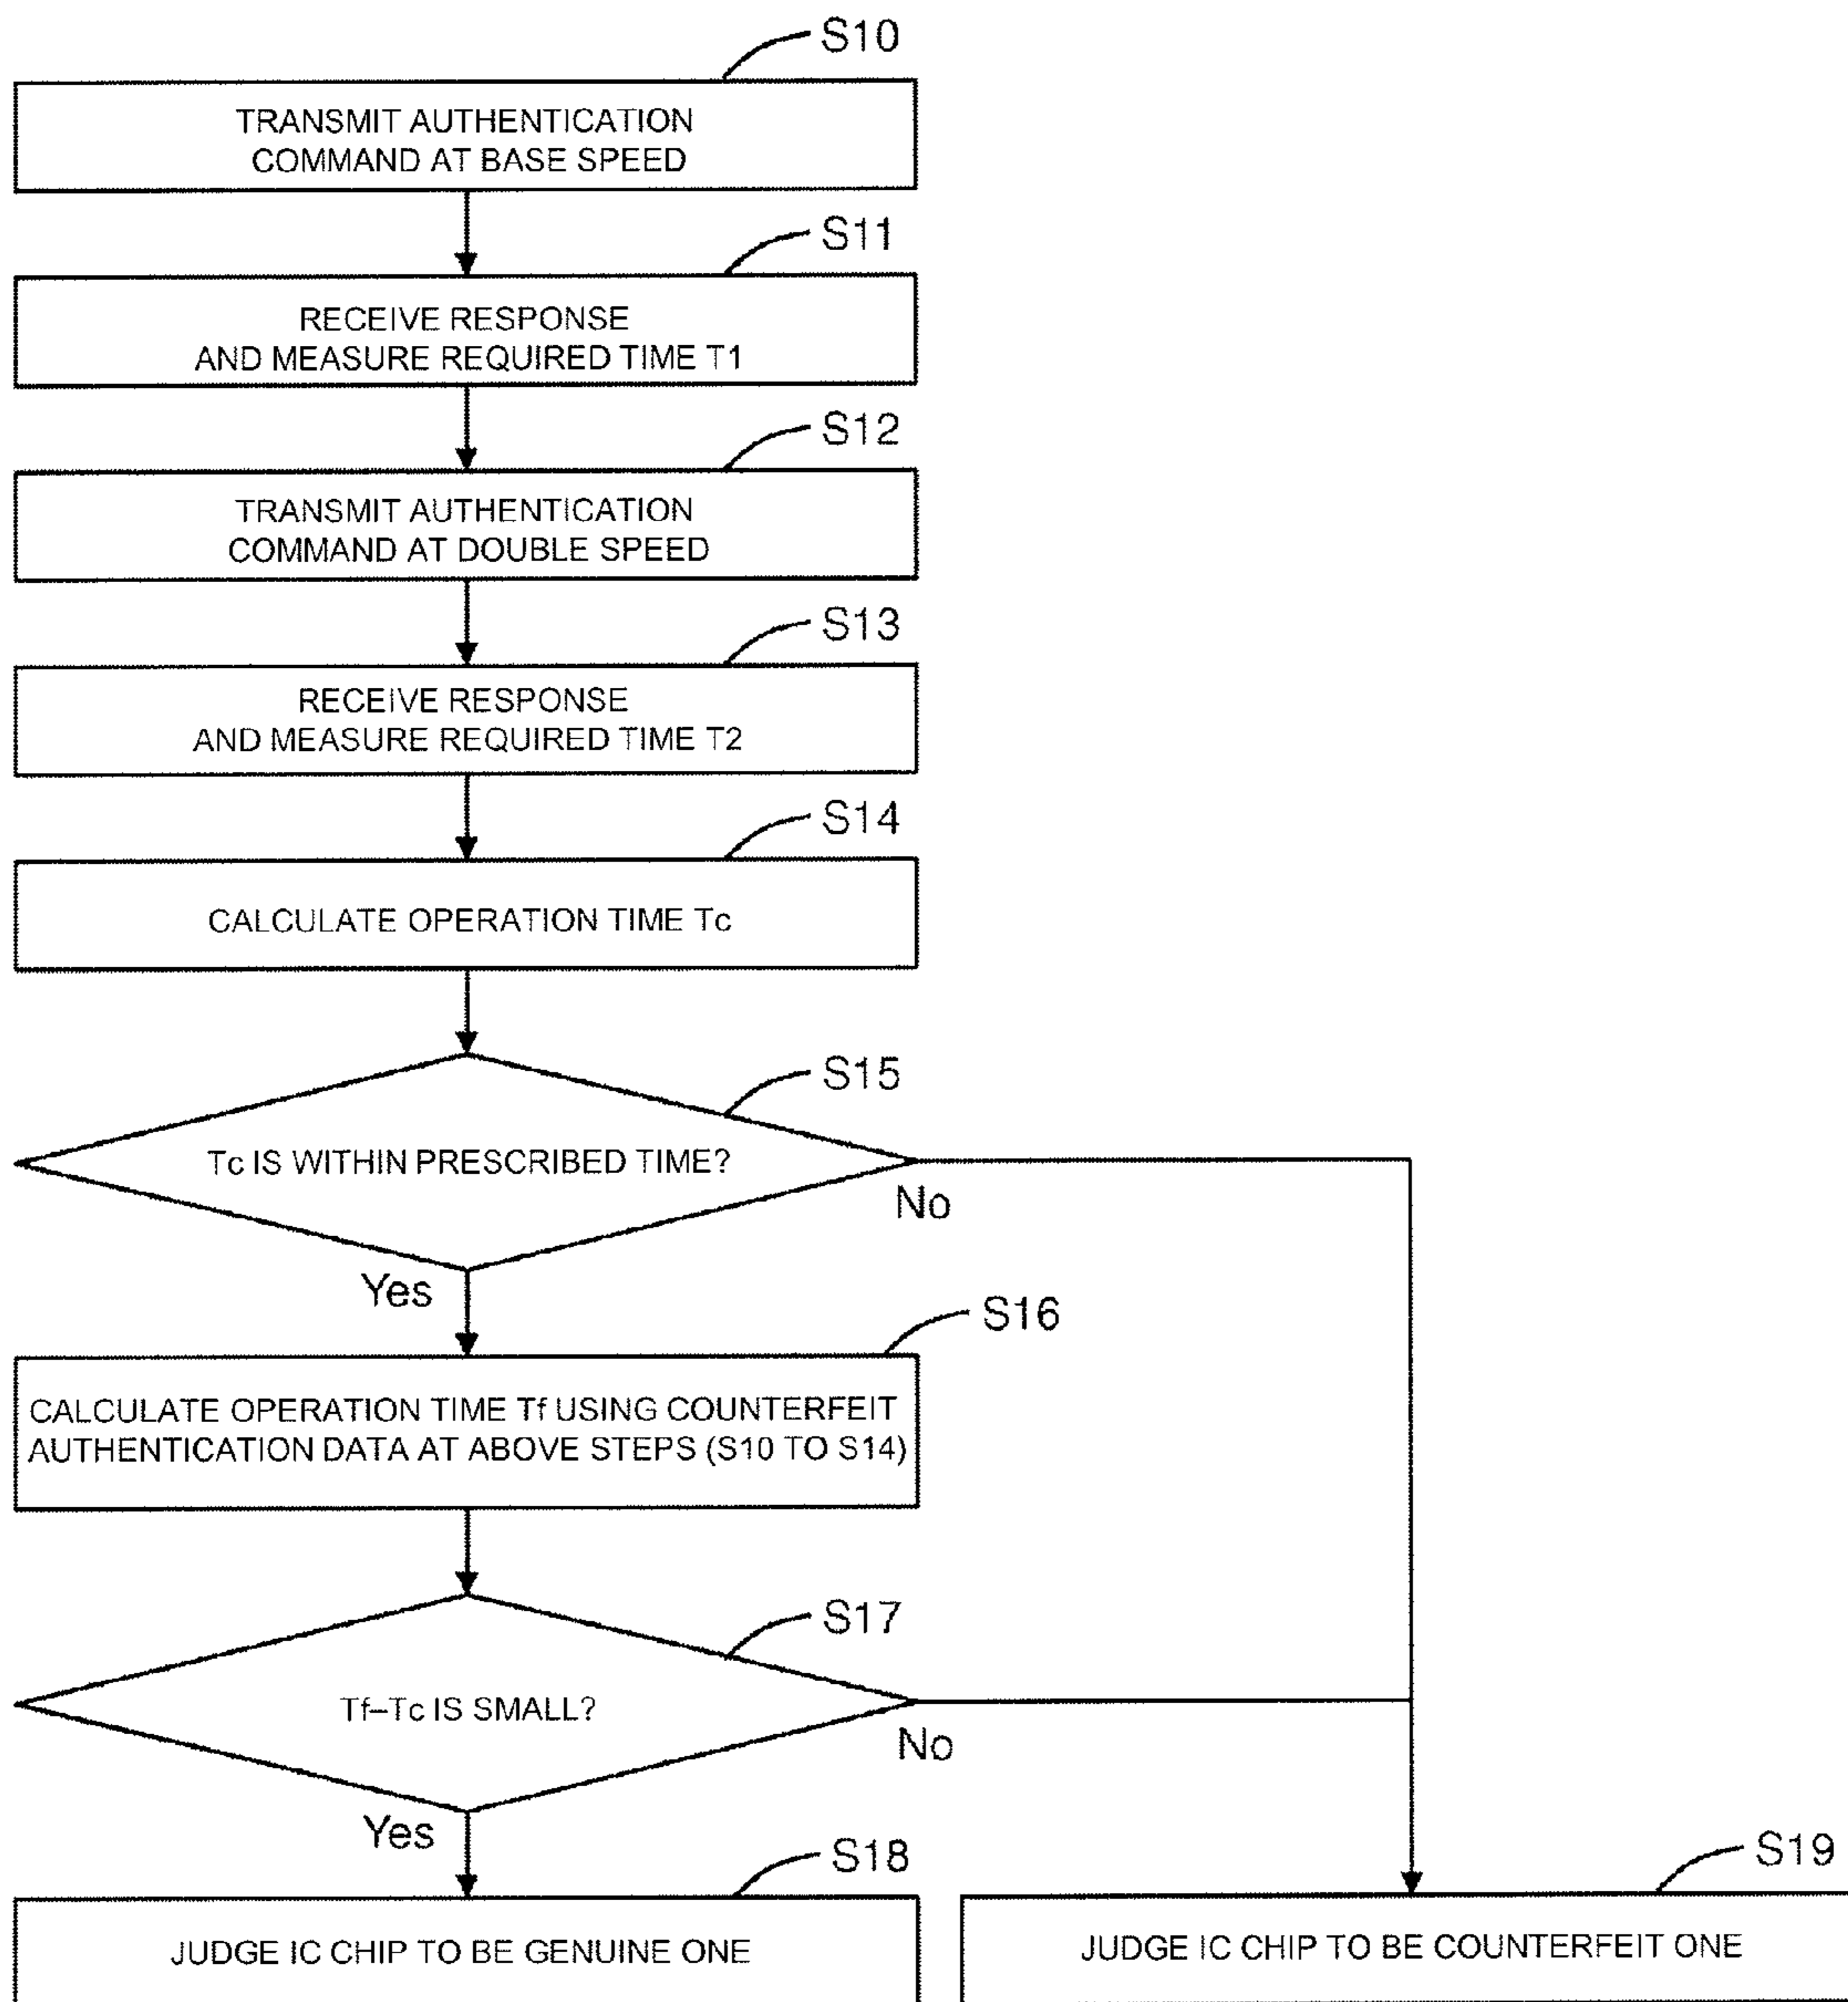 S10
TRANSMIT AUTHENTICATION
COMMAND AT BASE SPEED
S11
RECEIVE RESPONSE
AND MEASURE REQUIRED TIME T1
S12
TRANSMIT AUTHENTICATION
COMMAND AT DOUBLE SPEED
S13
RECEIVE RESPONSE
AND MEASURE REQUIRED TIME T2
S14
CALCULATE OPERATION TIME Tc
S15
Tc IS WITHIN PRESCRIBED TIME?
No
Yes
S16
CALCULATE OPERATION TIME Tf USING COUNTERFEIT
AUTHENTICATION DATA AT ABOVE STEPS (S10 TO S14)
S17
Tf–Tc IS SMALL?
No
Yes
S18
JUDGE IC CHIP TO BE GENUINE ONE
S19
JUDGE IC CHIP TO BE COUNTERFEIT ONE